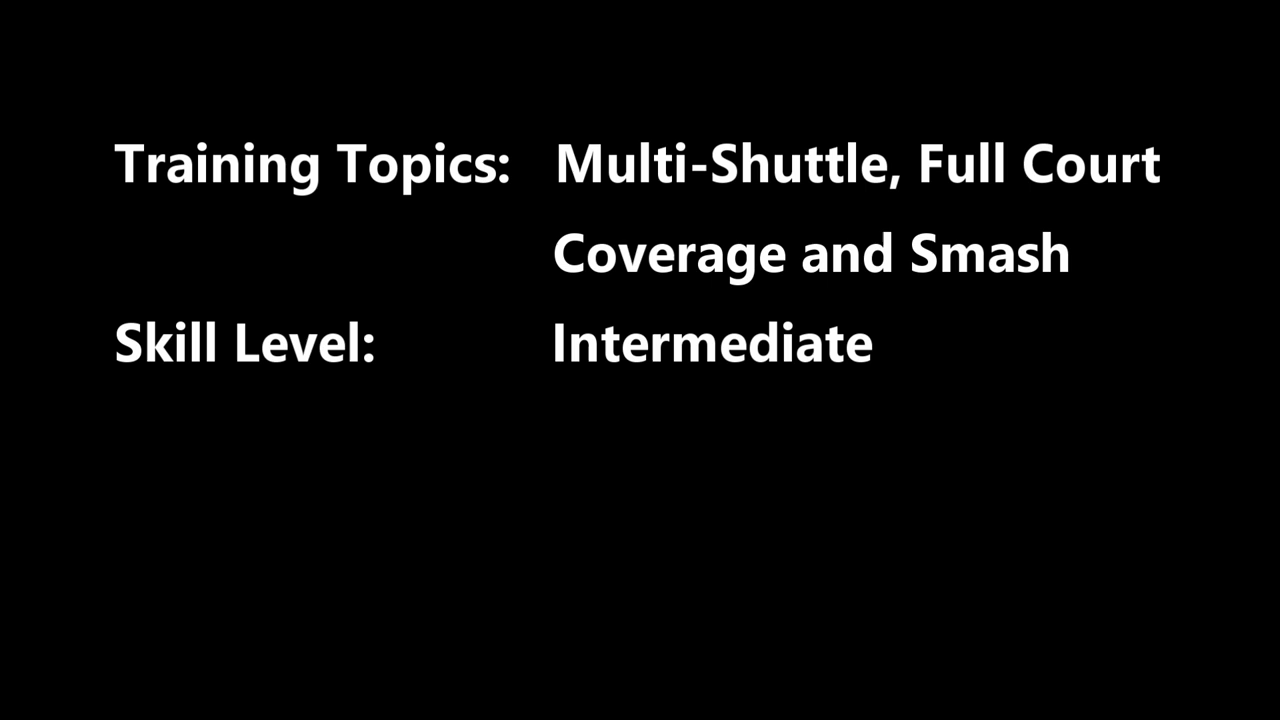 Training Topics: Multi-Shuttle, Full Court
Coverage and Smash
Skill Level: Intermediate